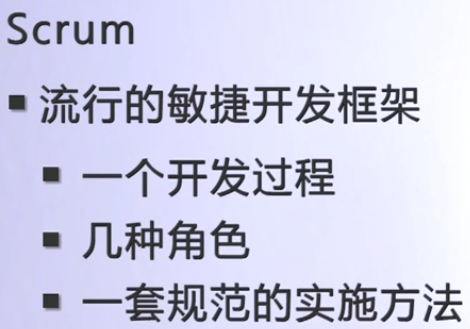 Scrum
▪ 流行的敏捷开发框架
▪ 一个开发过程
▪ 几种角色
▪ 一套规范的实施方法